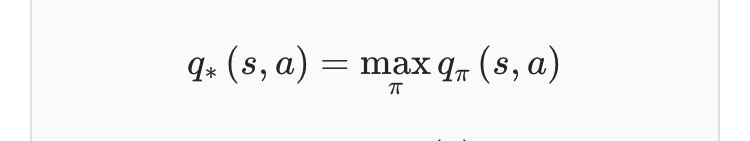 q_* (s, a) = max_π q_π (s, a)